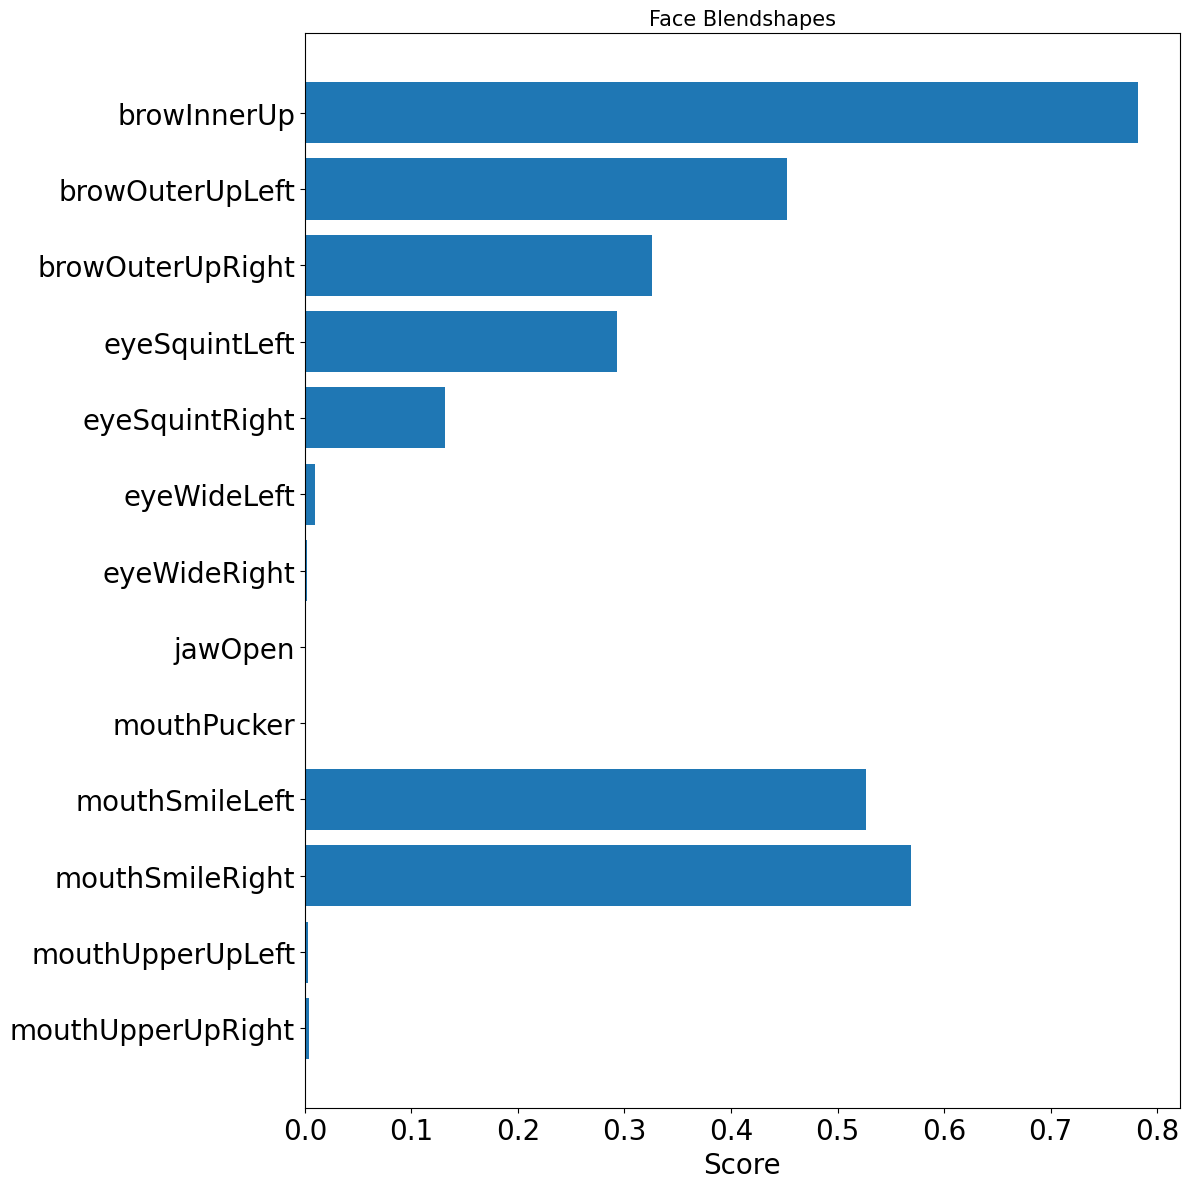 Face Blendshapes
browInnerUp
browOuterUpLeft
browOuterUpRight
eyeSquintLeft
eyeSquintRight
eyeWideLeft
eyeWideRight
jawOpen
mouthPucker
mouthSmileLeft
mouthSmileRight
mouthUpperUpLeft
mouthUpperUpRight
0.0 0.1 0.2 0.3 0.4 0.5 0.6 0.7 0.8
Score